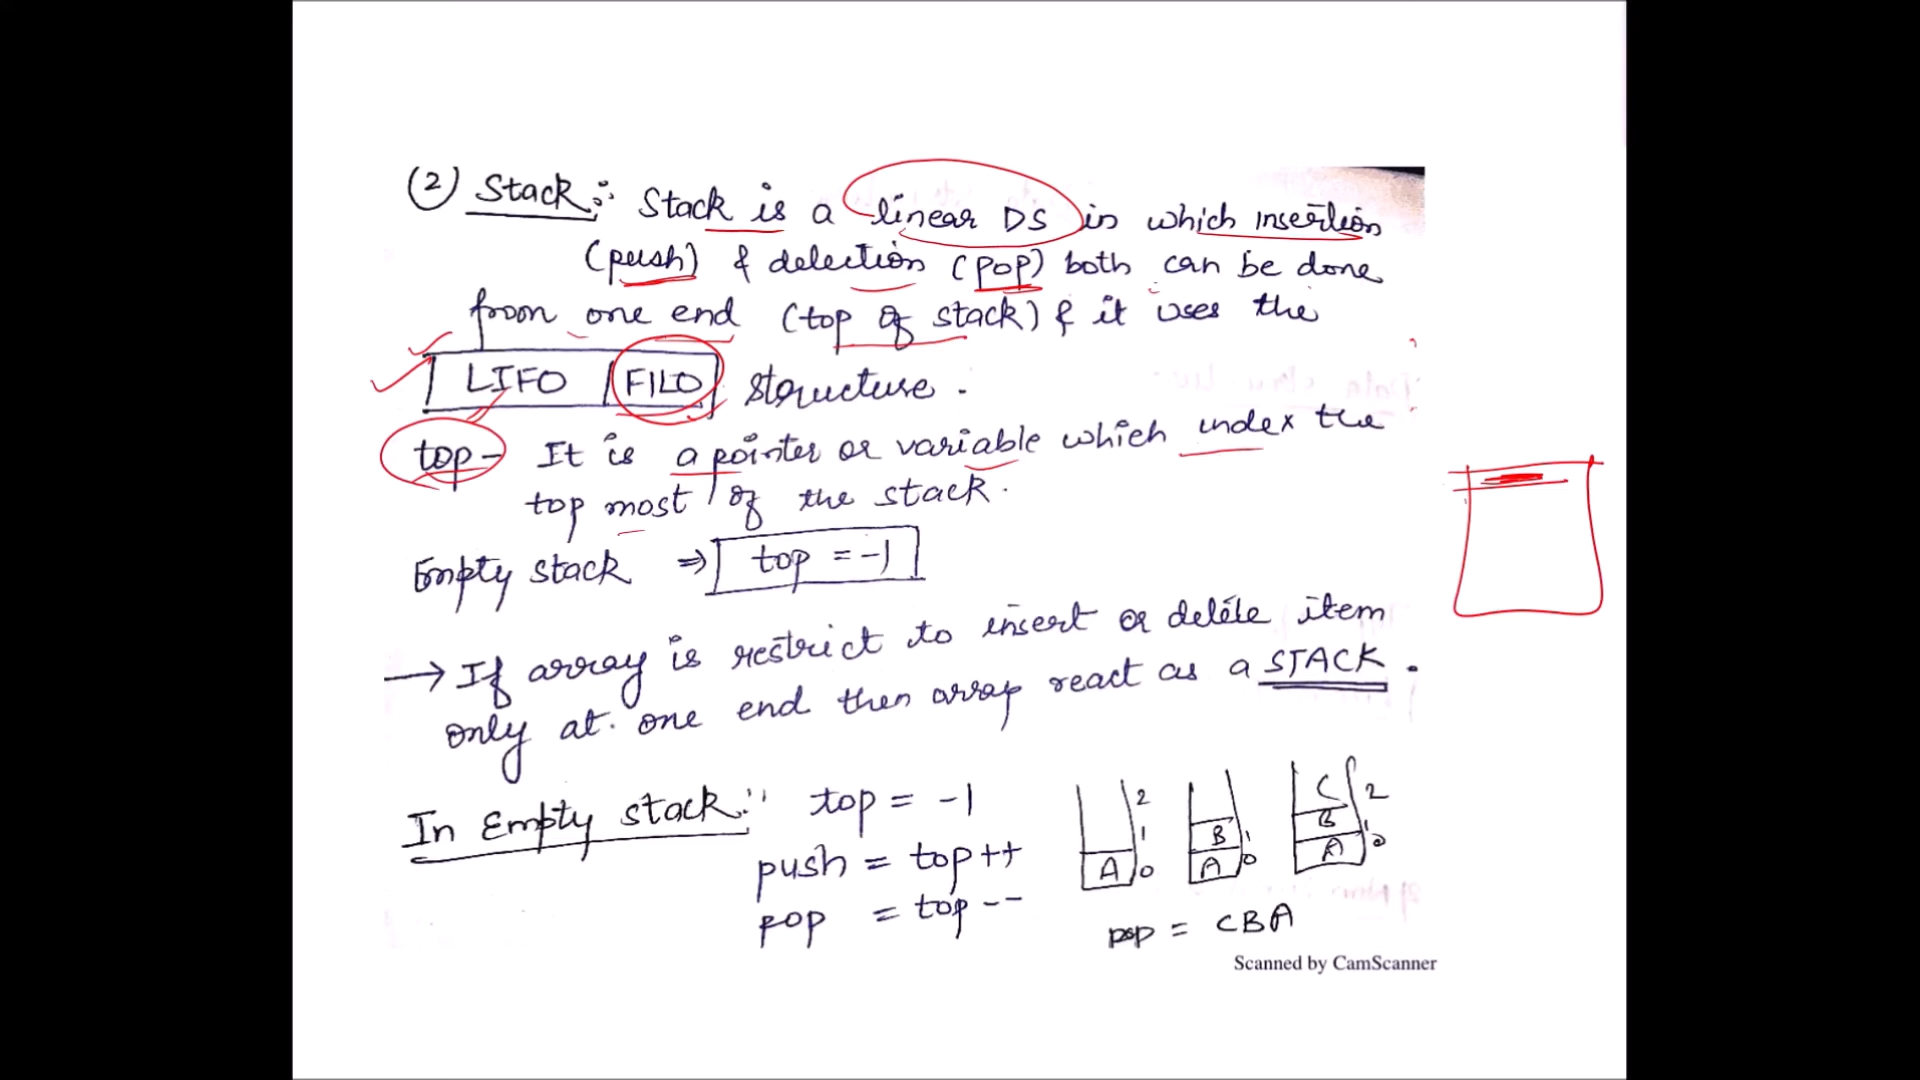 (2) Stack :: Stack is a linear DS in which insertion
(push) & delection (pop) both can be done
from one end (top of stack) & it uses the
LIFO / FILO structure.
top - It is a pointer or variable which index the
top most of the stack.
Empty stack ⇒ top = -1
→ If array is restrict to insert or delete item
only at one end then array react as a STACK.
In Empty stack :: top = -1
push = top++
pop = top--
2
1
A 0
B 1
A 0
C 2
B 1
A 0
pop = CBA
Scanned by CamScanner